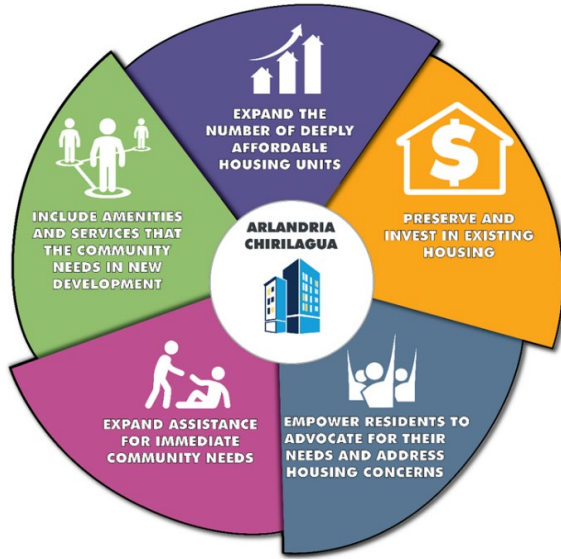 EXPAND THE
NUMBER OF DEEPLY
AFFORDABLE
HOUSING UNITS
$
PRESERVE AND
INVEST IN EXISTING
HOUSING
EMPOWER RESIDENTS TO
ADVOCATE FOR THEIR
NEEDS AND ADDRESS
HOUSING CONCERNS
EXPAND ASSISTANCE
FOR IMMEDIATE
COMMUNITY NEEDS
INCLUDE AMENITIES
AND SERVICES THAT
THE COMMUNITY
NEEDS IN NEW
DEVELOPMENT
ARLANDRIA
CHIRILAGUA